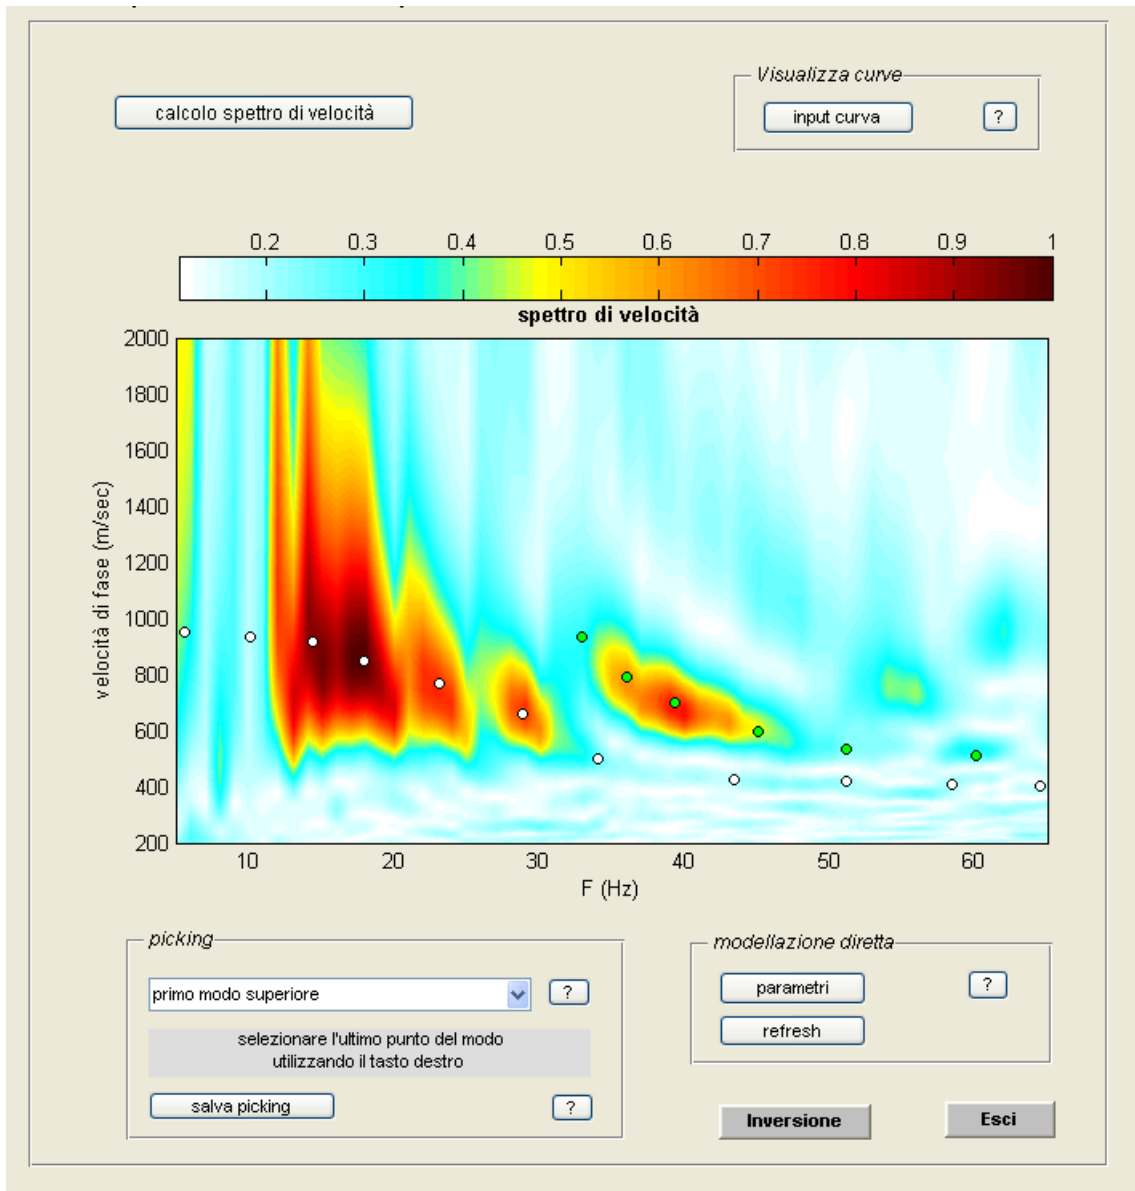 Visualizza curve
calcolo spettro di velocità
input curva
?
0.2 0.3 0.4 0.5 0.6 0.7 0.8 0.9 1
spettro di velocità
2000
1800
1600
1400
1200
1000
800
600
400
200
velocità di fase (m/sec)
10 20 30 40 50 60
F (Hz)
picking
primo modo superiore
?
selezionare l'ultimo punto del modo
utilizzando il tasto destro
salva picking
?
modellazione diretta
parametri
?
refresh
Inversione
Esci